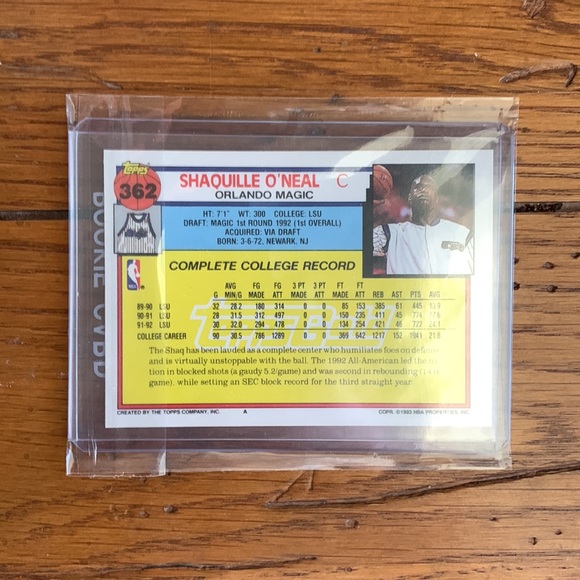 Topps
362
SHAQUILLE O'NEAL C
ORLANDO MAGIC
HT: 7'1" WT: 300 COLLEGE: LSU
DRAFT: MAGIC 1st ROUND 1992 (1st OVERALL)
ACQUIRED: VIA DRAFT
BORN: 3-6-72, NEWARK, NJ
NBA
COMPLETE COLLEGE RECORD
AVG FG FG 3 PT 3 PT FT FT AVG
G MIN/G MADE ATT MADE ATT MADE ATT REB AST PTS
89-90 LSU 32 28.2 180 314 0 0 85 153 385 61 445 13.9
90-91 LSU 28 31.5 312 497 0 0 150 235 411 45 774
91-92 LSU 30 32.0 294 478 0 0 134 254 421 46 722 24.1
COLLEGE CAREER 90 30.5 786 1289 0 0 369 642 1217 152 1941 21.6
The Shaq has been lauded as a complete center who humiliates foes on defense
and is virtually unstoppable with the ball. The 1992 All-American led the
tion in blocked shots (a gaudy 5.2/game) and was second in rebounding
while setting an SEC block record for the third straight year.
CREATED BY THE TOPPS COMPANY, INC. A COPR. ©1993 NBA PROPERTIES, INC.
ROOKIE CARD